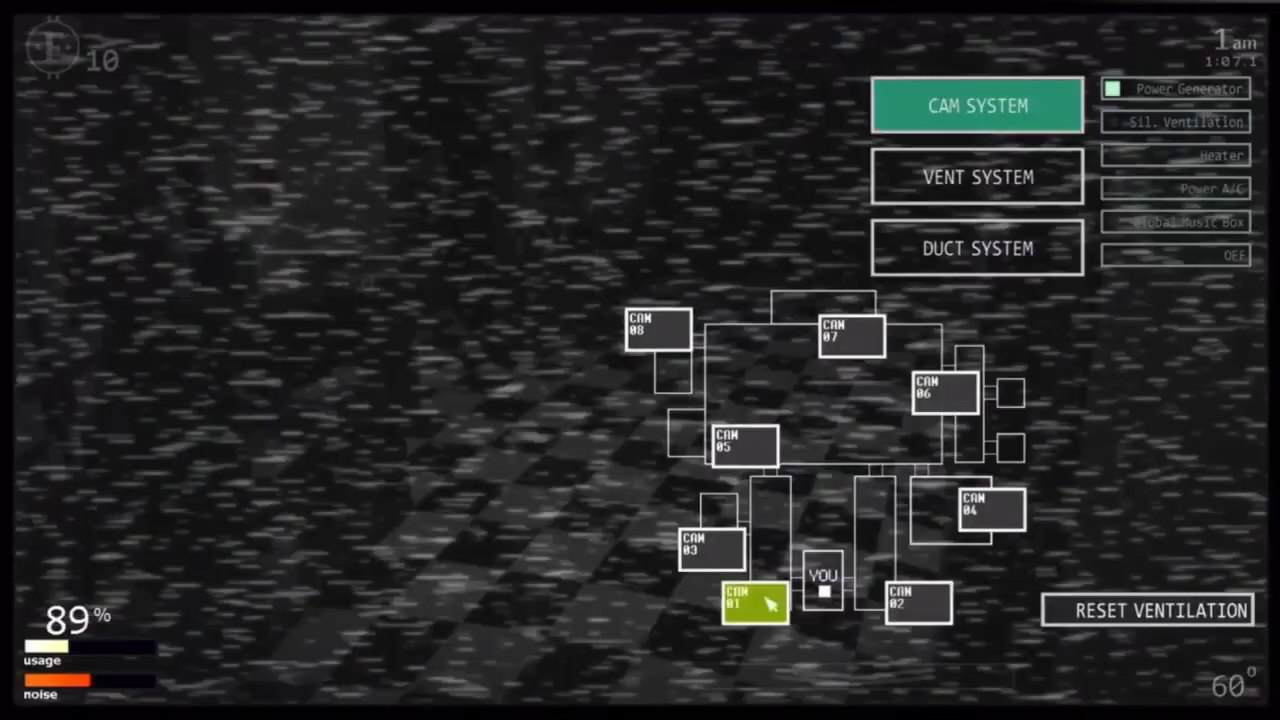 10
1 am
1:07.1
CAM SYSTEM
Power Generator
Sil. Ventilation
VENT SYSTEM
Heater
Power A/C
DUCT SYSTEM
Global Music Box
OFF
CAM
08
CAM
07
CAM
06
CAM
05
CAM
04
CAM
03
YOU
CAM
01
CAM
02
RESET VENTILATION
89%
usage
noise
60°